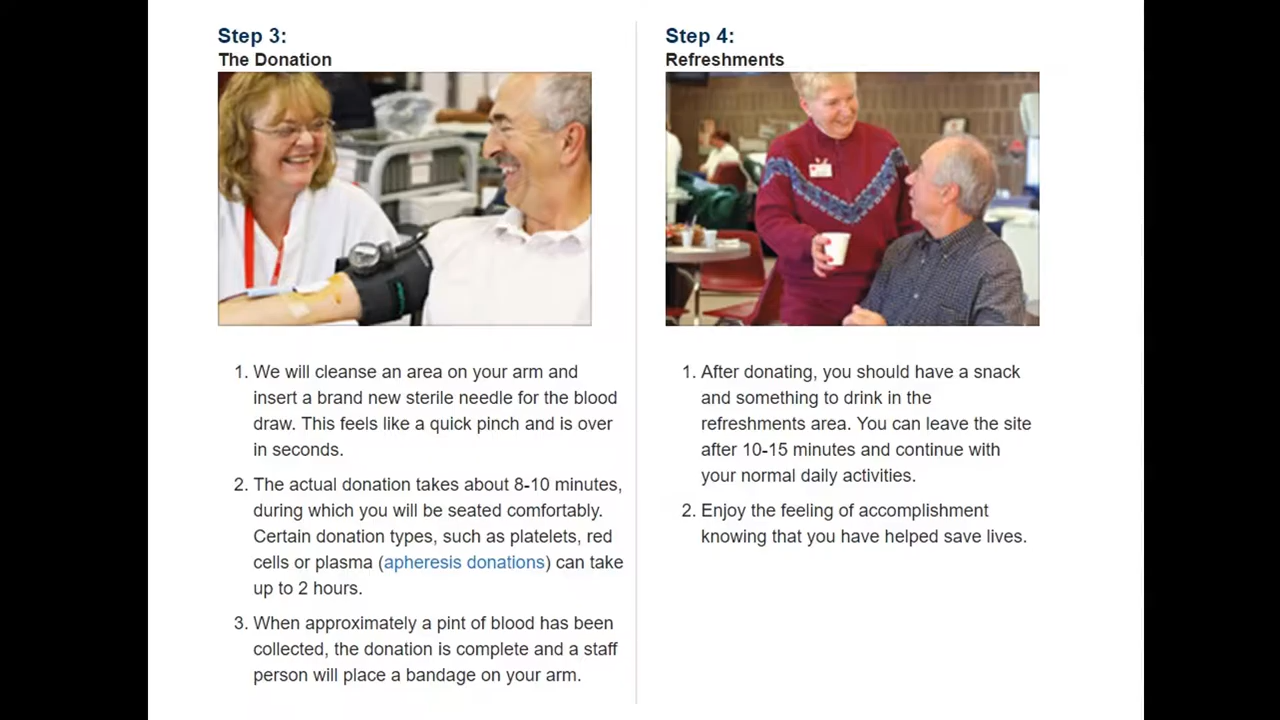 Step 3:
The Donation
1. We will cleanse an area on your arm and
insert a brand new sterile needle for the blood
draw. This feels like a quick pinch and is over
in seconds.
2. The actual donation takes about 8-10 minutes,
during which you will be seated comfortably.
Certain donation types, such as platelets, red
cells or plasma (apheresis donations) can take
up to 2 hours.
3. When approximately a pint of blood has been
collected, the donation is complete and a staff
person will place a bandage on your arm.
Step 4:
Refreshments
1. After donating, you should have a snack
and something to drink in the
refreshments area. You can leave the site
after 10-15 minutes and continue with
your normal daily activities.
2. Enjoy the feeling of accomplishment
knowing that you have helped save lives.